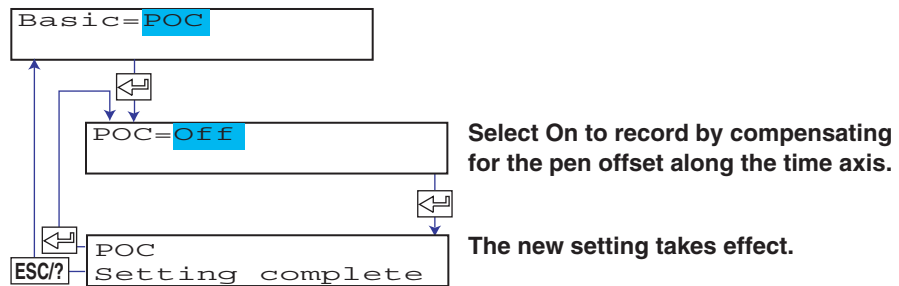 Basic=POC
POC=Off
Select On to record by compensating
for the pen offset along the time axis.
POC
Setting complete
The new setting takes effect.
ESC/?